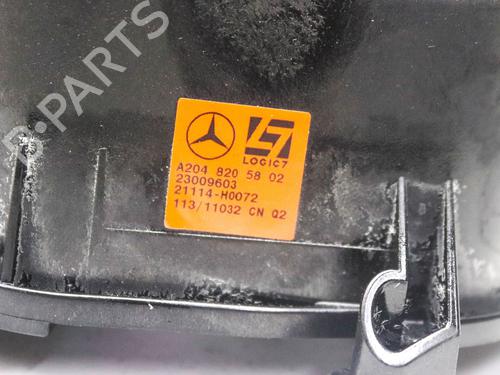 B-PARTS
LOGIC7
A204 820 58 02
23009603
21114-H0072
113/11032 CN Q2